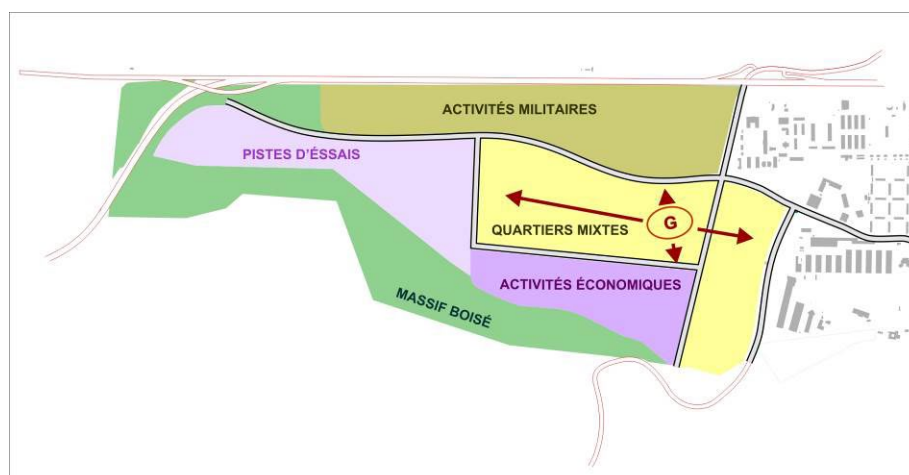 ACTIVITÉS MILITAIRES
PISTES D'ÉSSAIS
G
QUARTIERS MIXTES
ACTIVITÉS ÉCONOMIQUES
MASSIF BOISÉ